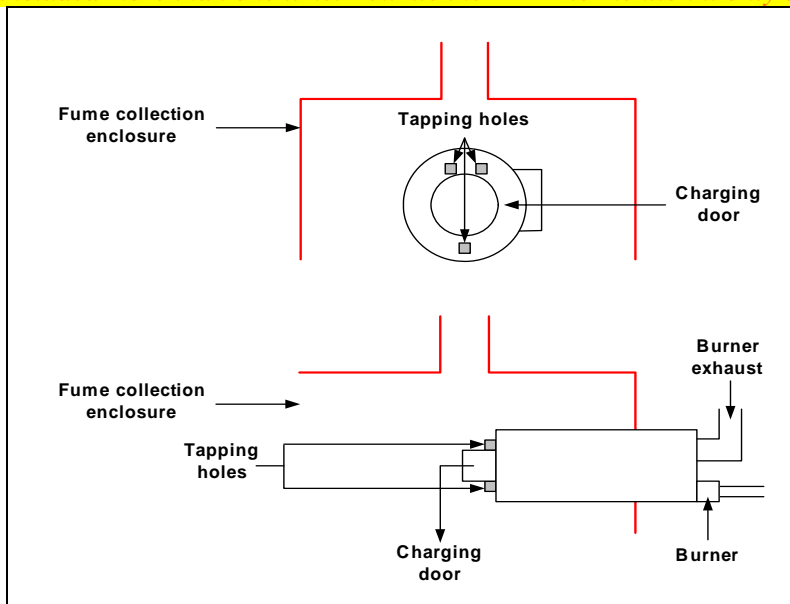 Fume collection
enclosure
Tapping holes
Charging
door
Fume collection
enclosure
Burner
exhaust
Tapping
holes
Charging
door
Burner